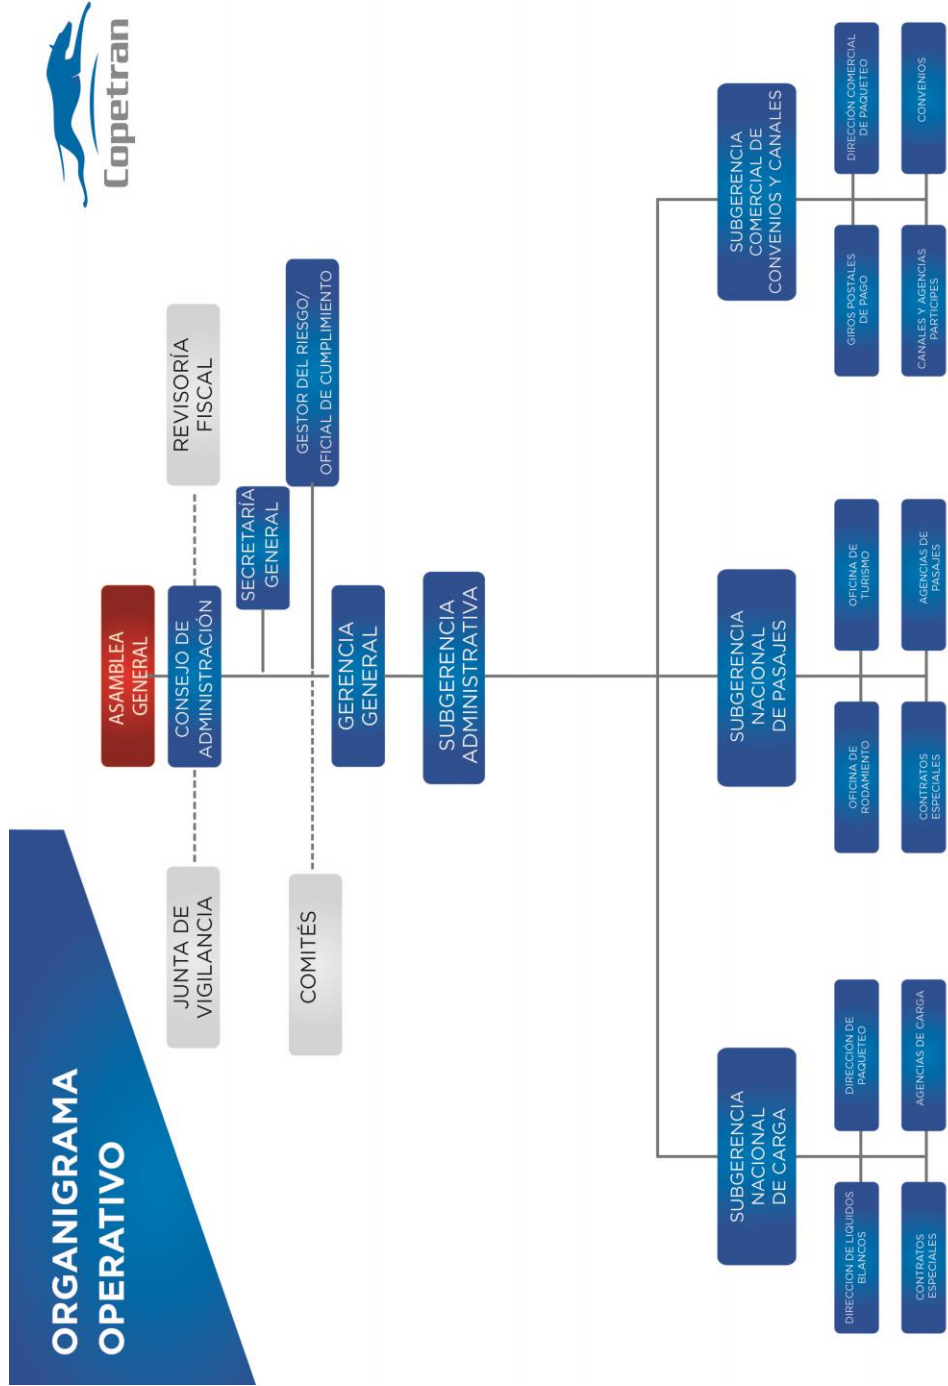 ORGANIGRAMA
OPERATIVO
Copetran
ASAMBLEA
GENERAL
JUNTA DE
VIGILANCIA
CONSEJO DE
ADMINISTRACIÓN
REVISORÍA
FISCAL
SECRETARÍA
GENERAL
COMITÉS
GESTOR DEL RIESGO/
OFICIAL DE CUMPLIMIENTO
GERENCIA
GENERAL
SUBGERENCIA
ADMINISTRATIVA
SUBGERENCIA
NACIONAL
DE CARGA
SUBGERENCIA
NACIONAL
DE PASAJES
SUBGERENCIA
COMERCIAL DE
CONVENIOS Y CANALES
DIRECCION DE LIQUIDOS
BLANCOS
DIRECCIÓN DE
PAQUETEO
OFICINA DE
RODAMIENTO
OFICINA DE
TURISMO
GIROS POSTALES
DE PAGO
DIRECCIÓN COMERCIAL
DE PAQUETEO
CONTRATOS
ESPECIALES
AGENCIAS DE CARGA
CONTRATOS
ESPECIALES
AGENCIAS DE
PASAJES
CANALES Y AGENCIAS
PARTICIPES
CONVENIOS